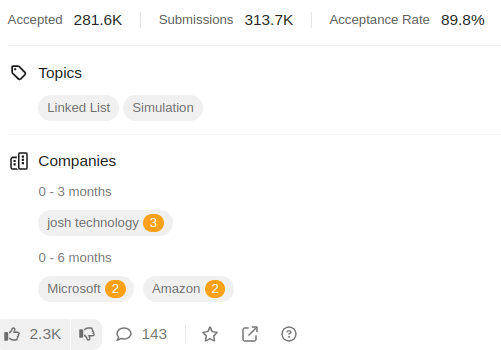 Accepted 281.6K Submissions 313.7K Acceptance Rate 89.8%
Topics
Linked List Simulation
Companies
0 - 3 months
josh technology 3
0 - 6 months
Microsoft 2 Amazon 2
2.3K 143